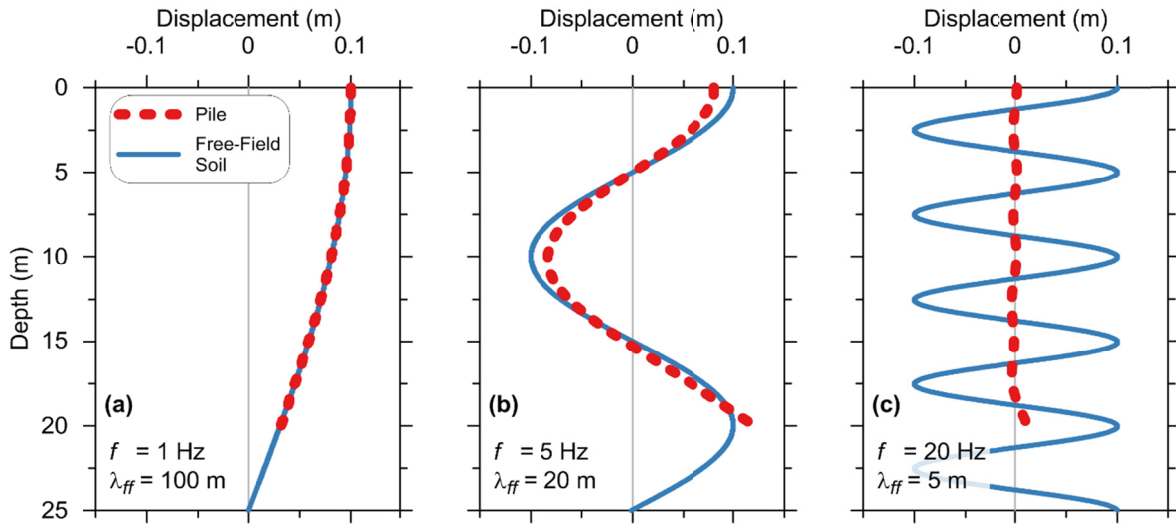 Displacement (m)
-0.1 0 0.1
Displacement (m)
-0.1 0 0.1
Displacement (m)
-0.1 0 0.1
Depth (m)
0
5
10
15
20
25
Pile
Free-Field
Soil
(a)
f = 1 Hz
λff = 100 m
(b)
f = 5 Hz
λff = 20 m
(c)
f = 20 Hz
λff = 5 m